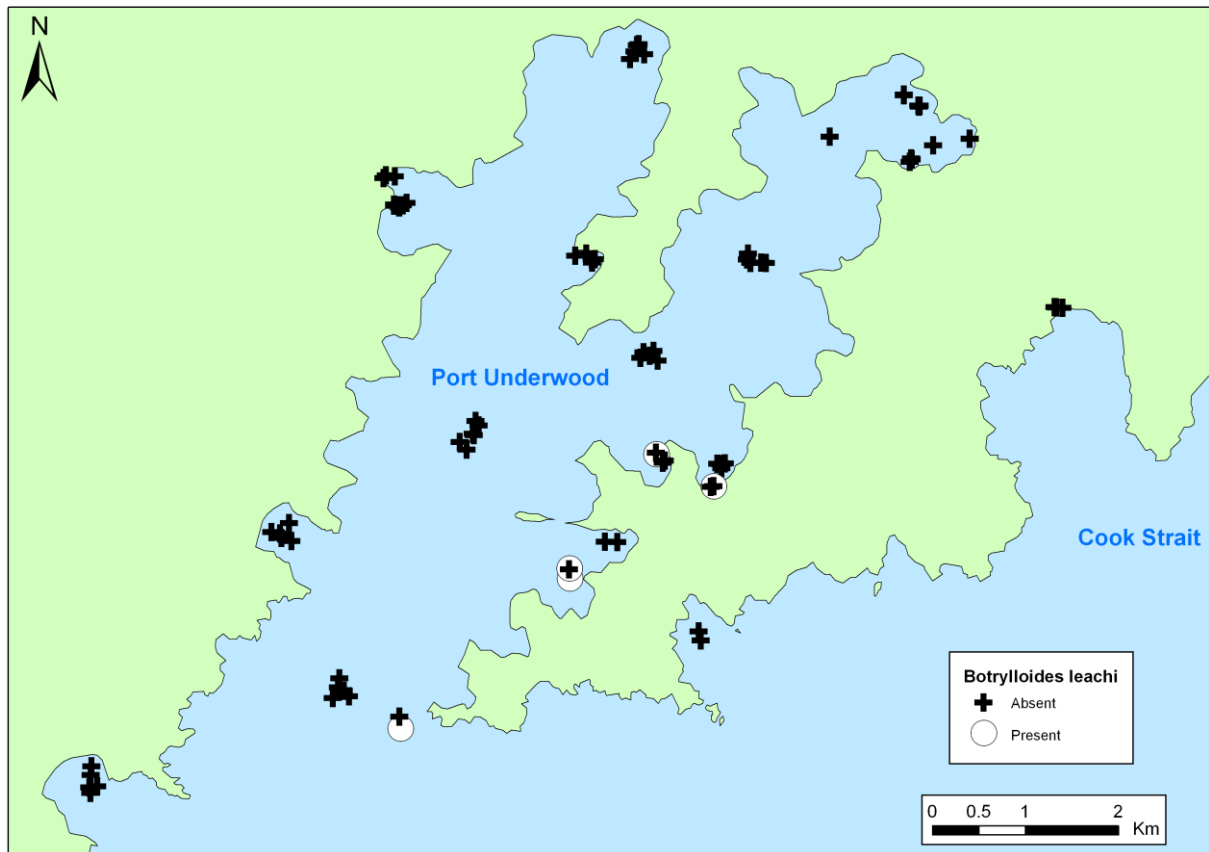 N
Port Underwood
Cook Strait
Botrylloides leachi
Absent
Present
0 0.5 1 2
Km